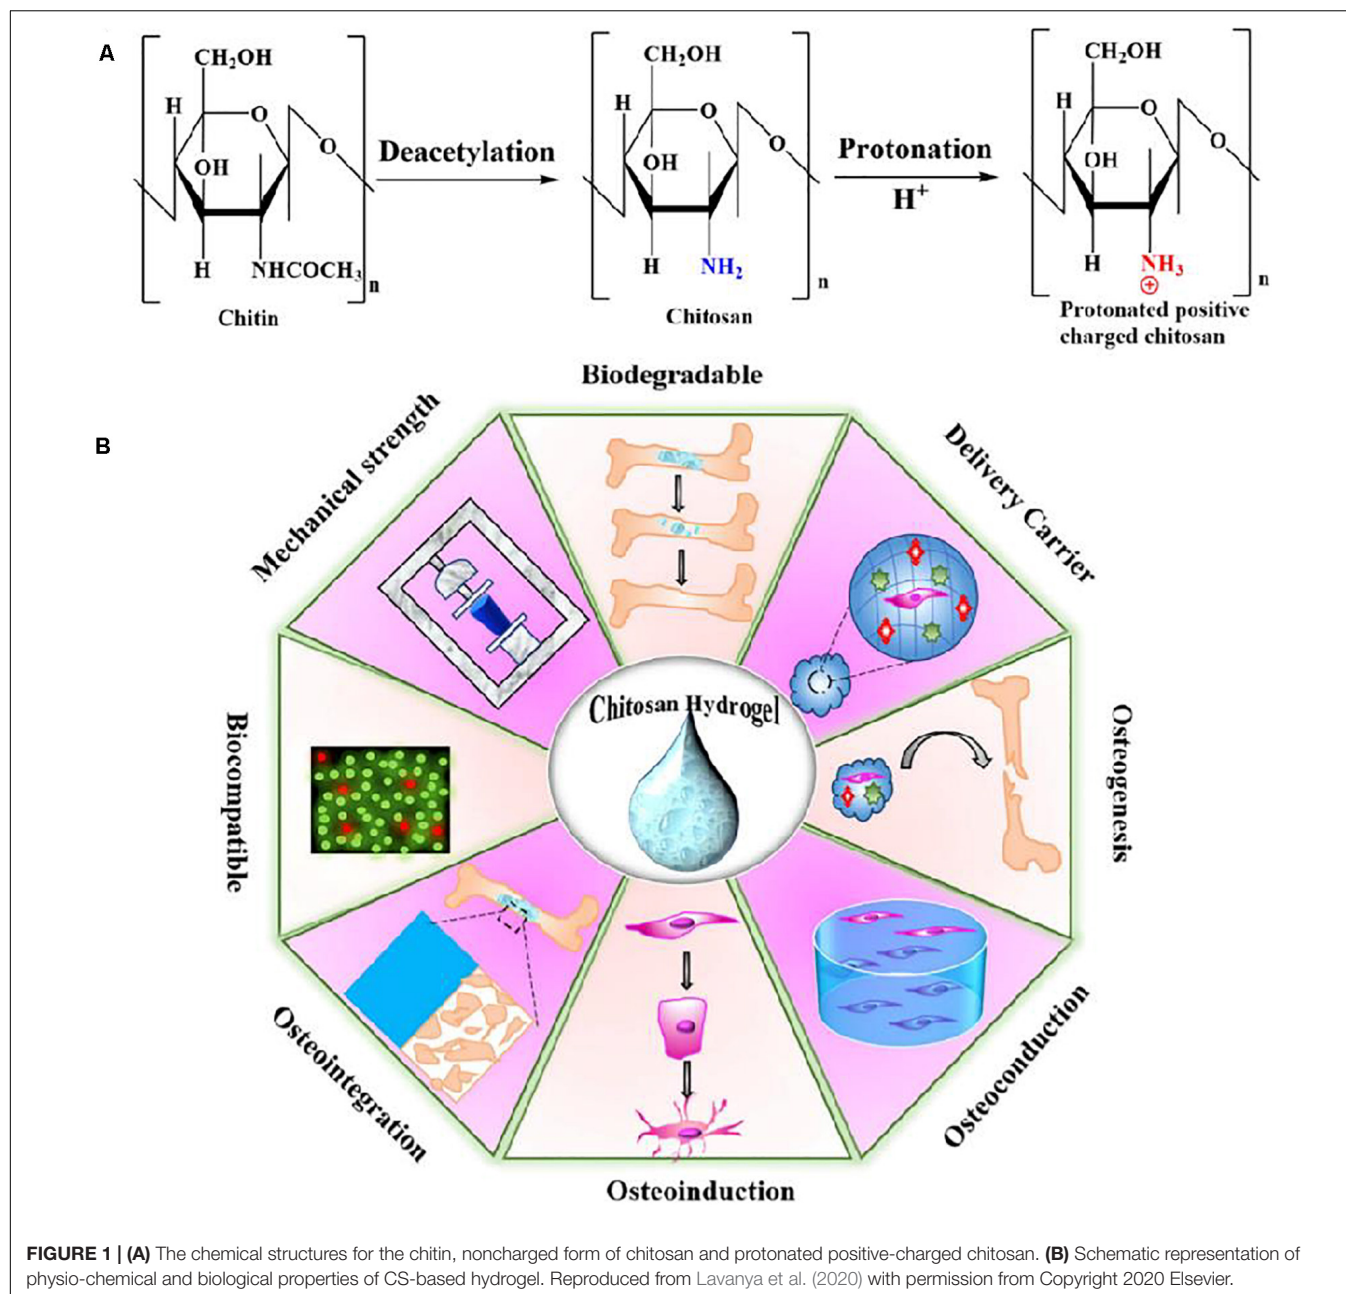 A
CH₂OH
H
O
OH
O
H
NHCOCH₃
n
Chitin
Deacetylation
CH₂OH
H
O
OH
O
H
NH₂
n
Chitosan
Protonation
H⁺
CH₂OH
H
O
OH
O
H
NH₃
⊕
n
Protonated positive
charged chitosan
B
Biodegradable
Delivery Carrier
Osteogenesis
Osteoconduction
Osteoinduction
Osteointegration
Biocompatible
Mechanical strength
Chitosan Hydrogel
FIGURE 1 | (A) The chemical structures for the chitin, noncharged form of chitosan and protonated positive-charged chitosan. (B) Schematic representation of
physio-chemical and biological properties of CS-based hydrogel. Reproduced from Lavanya et al. (2020) with permission from Copyright 2020 Elsevier.